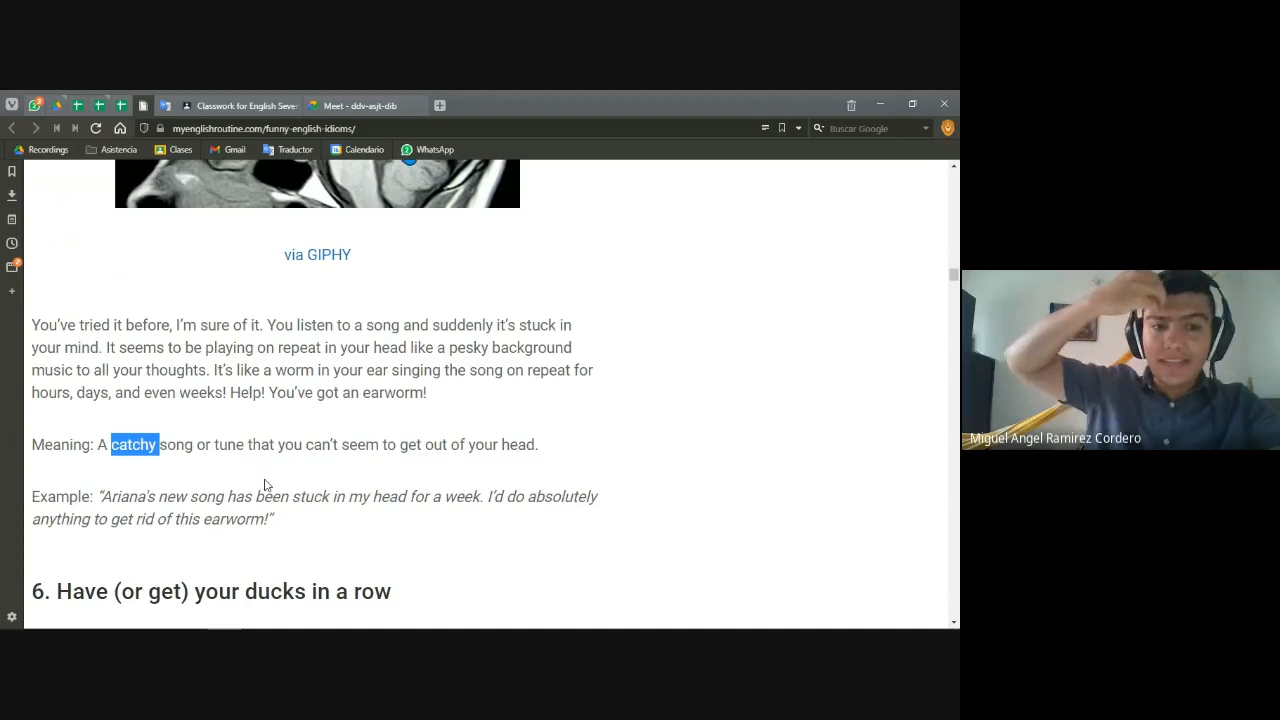 Classwork for English Seve
Meet - ddv-asjt-dib
myenglishroutine.com/funny-english-idioms/
Buscar Google
Recordings
Asistencia
Clases
Gmail
Traductor
Calendario
WhatsApp
via GIPHY
You've tried it before, I'm sure of it. You listen to a song and suddenly it's stuck in
your mind. It seems to be playing on repeat in your head like a pesky background
music to all your thoughts. It's like a worm in your ear singing the song on repeat for
hours, days, and even weeks! Help! You've got an earworm!
Meaning: A catchy song or tune that you can't seem to get out of your head.
Example: “Ariana's new song has been stuck in my head for a week. I'd do absolutely
anything to get rid of this earworm!”
6. Have (or get) your ducks in a row
Miguel Angel Ramirez Cordero